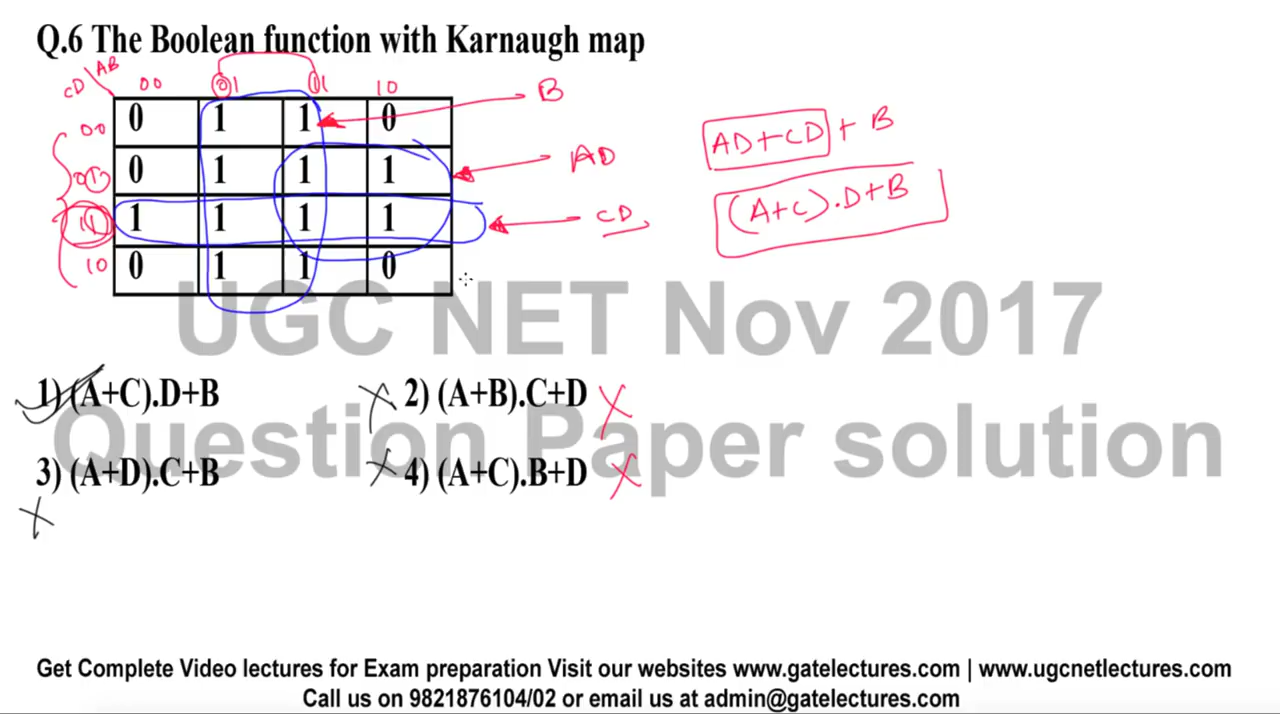 Q.6 The Boolean function with Karnaugh map
CD AB 00 01 11 10
00 0 1 1 0 B
01 0 1 1 1 AD
11 1 1 1 1 CD
10 0 1 1 0
AD+CD + B
(A+C).D+B
UGC NET Nov 2017
Question Paper solution
1) (A+C).D+B 2) (A+B).C+D
3) (A+D).C+B 4) (A+C).B+D
Get Complete Video lectures for Exam preparation Visit our websites www.gatelectures.com | www.ugcnetlectures.com
Call us on 9821876104/02 or email us at admin@gatelectures.com